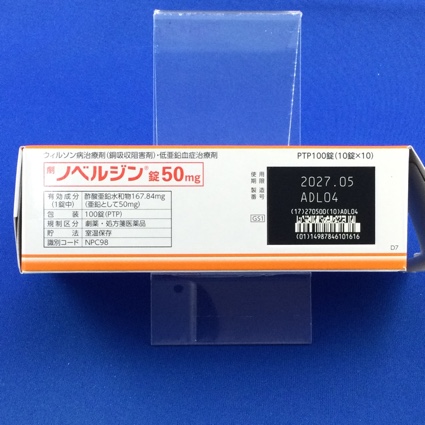 ウィルソン病治療剤(銅吸収阻害剤)・低亜鉛血症治療剤
劇 ノベルジン®錠50mg
有効成分 酢酸亜鉛水和物167.84mg
(1錠中) (亜鉛として50mg)
包装 100錠(PTP)
規制区分 劇薬・処方箋医薬品
貯法 室温保存
識別コード NPC98
PTP100錠(10錠×10)
使用期限 2027.05
製造番号 ADL04
GS1
(17)270500(10)ADL04
(01)14987846101616
D7